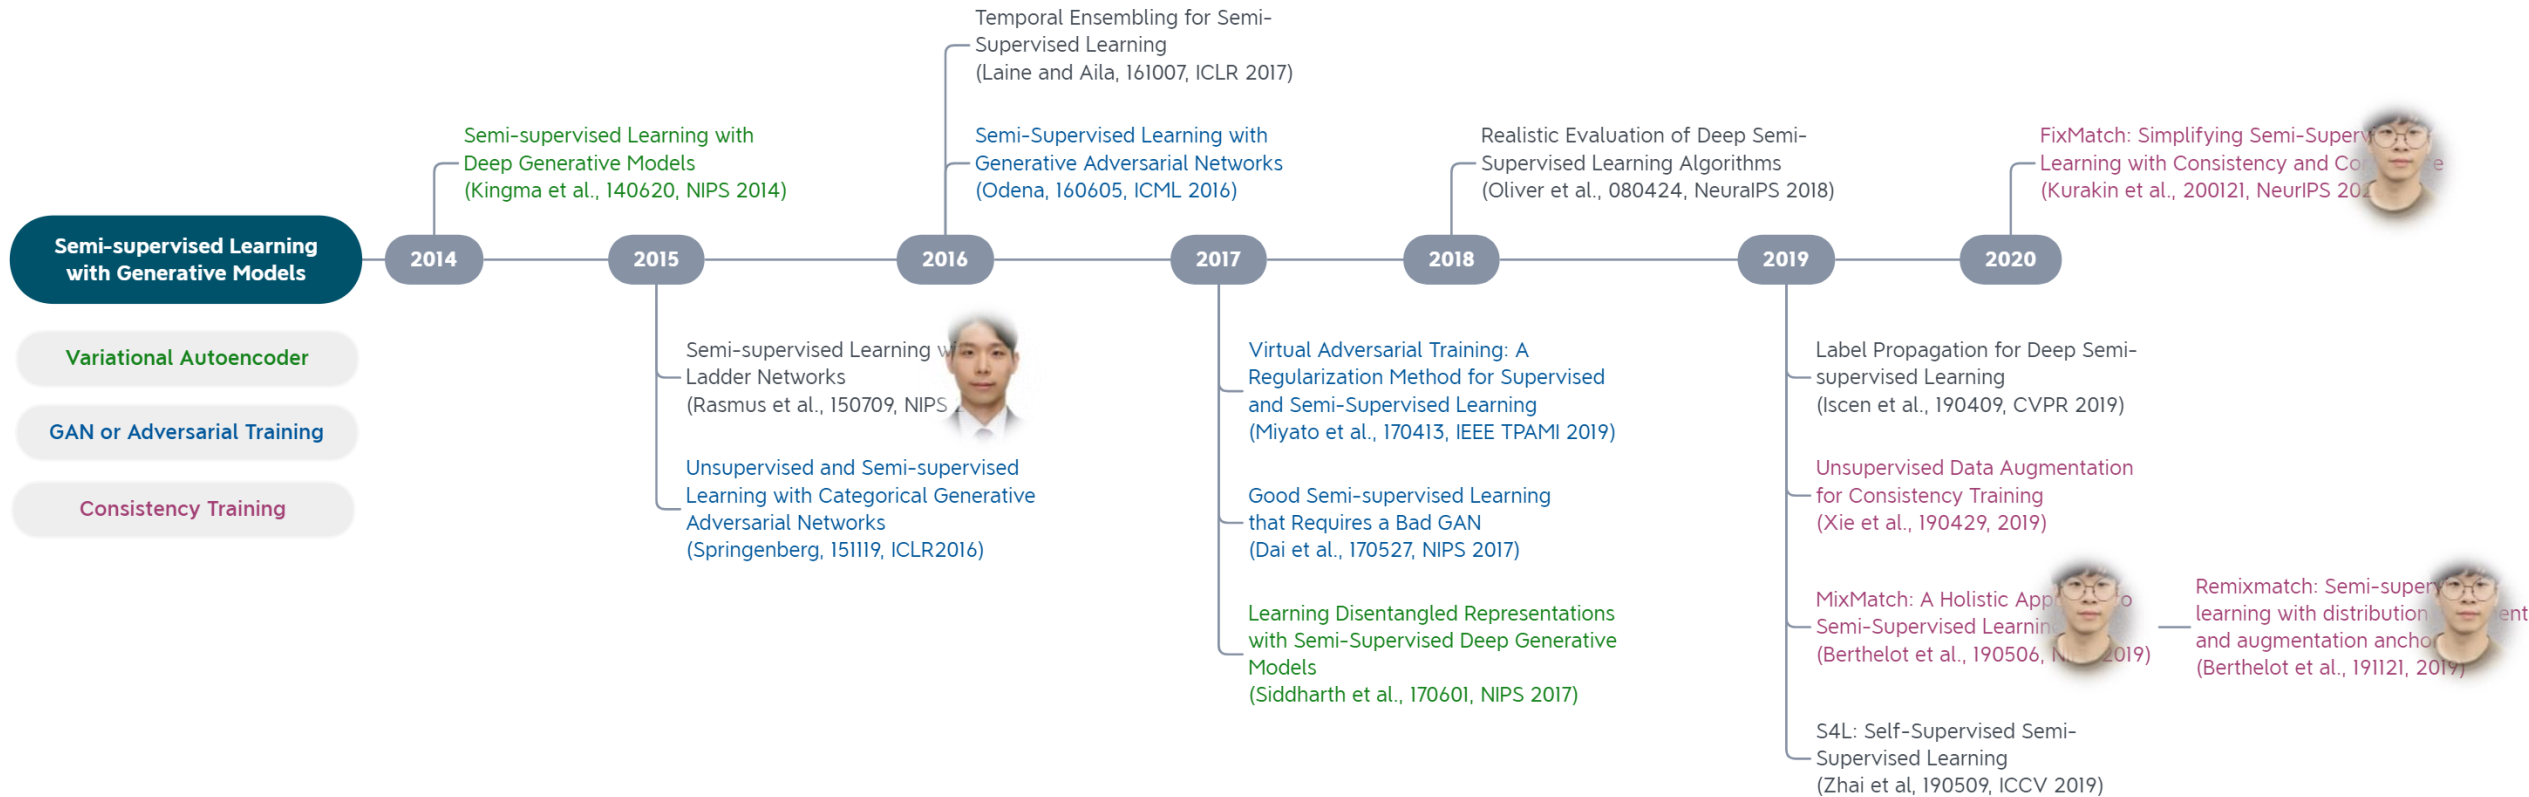 Semi-supervised Learning
with Generative Models
Variational Autoencoder
GAN or Adversarial Training
Consistency Training
2014
Semi-supervised Learning with
Deep Generative Models
(Kingma et al., 140620, NIPS 2014)
2015
Semi-supervised Learning
Ladder Networks
(Rasmus et al., 150709, NIPS
Unsupervised and Semi-supervised
Learning with Categorical Generative
Adversarial Networks
(Springenberg, 151119, ICLR2016)
2016
Temporal Ensembling for Semi-
Supervised Learning
(Laine and Aila, 161007, ICLR 2017)
Semi-Supervised Learning with
Generative Adversarial Networks
(Odena, 160605, ICML 2016)
2017
Virtual Adversarial Training: A
Regularization Method for Supervised
and Semi-Supervised Learning
(Miyato et al., 170413, IEEE TPAMI 2019)
Good Semi-supervised Learning
that Requires a Bad GAN
(Dai et al., 170527, NIPS 2017)
Learning Disentangled Representations
with Semi-Supervised Deep Generative
Models
(Siddharth et al., 170601, NIPS 2017)
2018
Realistic Evaluation of Deep Semi-
Supervised Learning Algorithms
(Oliver et al., 080424, NeuralPS 2018)
2019
Label Propagation for Deep Semi-
supervised Learning
(Iscen et al., 190409, CVPR 2019)
Unsupervised Data Augmentation
for Consistency Training
(Xie et al., 190429, 2019)
MixMatch: A Holistic
Semi-Supervised
(Berthelot et al., 190506, 2019)
Remixmatch:
learning with distribution
and augmentation
(Berthelot et al., 191121, 2019)
S4L: Self-Supervised Semi-
Supervised Learning
(Zhai et al, 190509, ICCV 2019)
2020
FixMatch: Simplifying
Learning with Consistency and
(Kurakin et al., 200121, NeurIPS